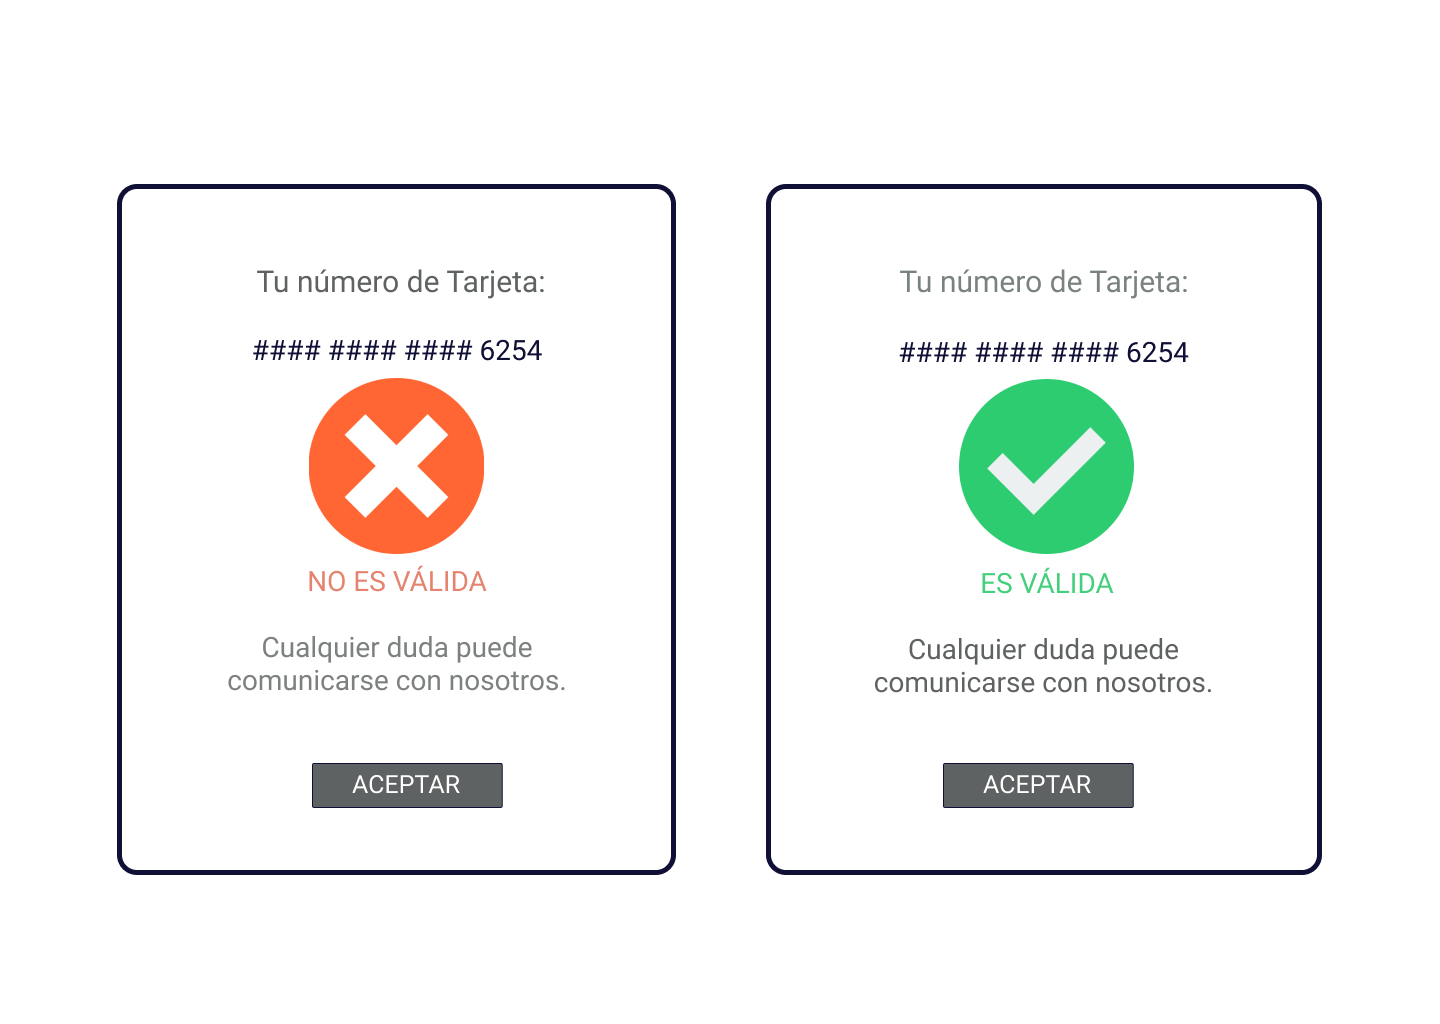 Tu número de Tarjeta:
#### #### #### 6254
NO ES VÁLIDA
Cualquier duda puede
comunicarse con nosotros.
ACEPTAR
Tu número de Tarjeta:
#### #### #### 6254
ES VÁLIDA
Cualquier duda puede
comunicarse con nosotros.
ACEPTAR